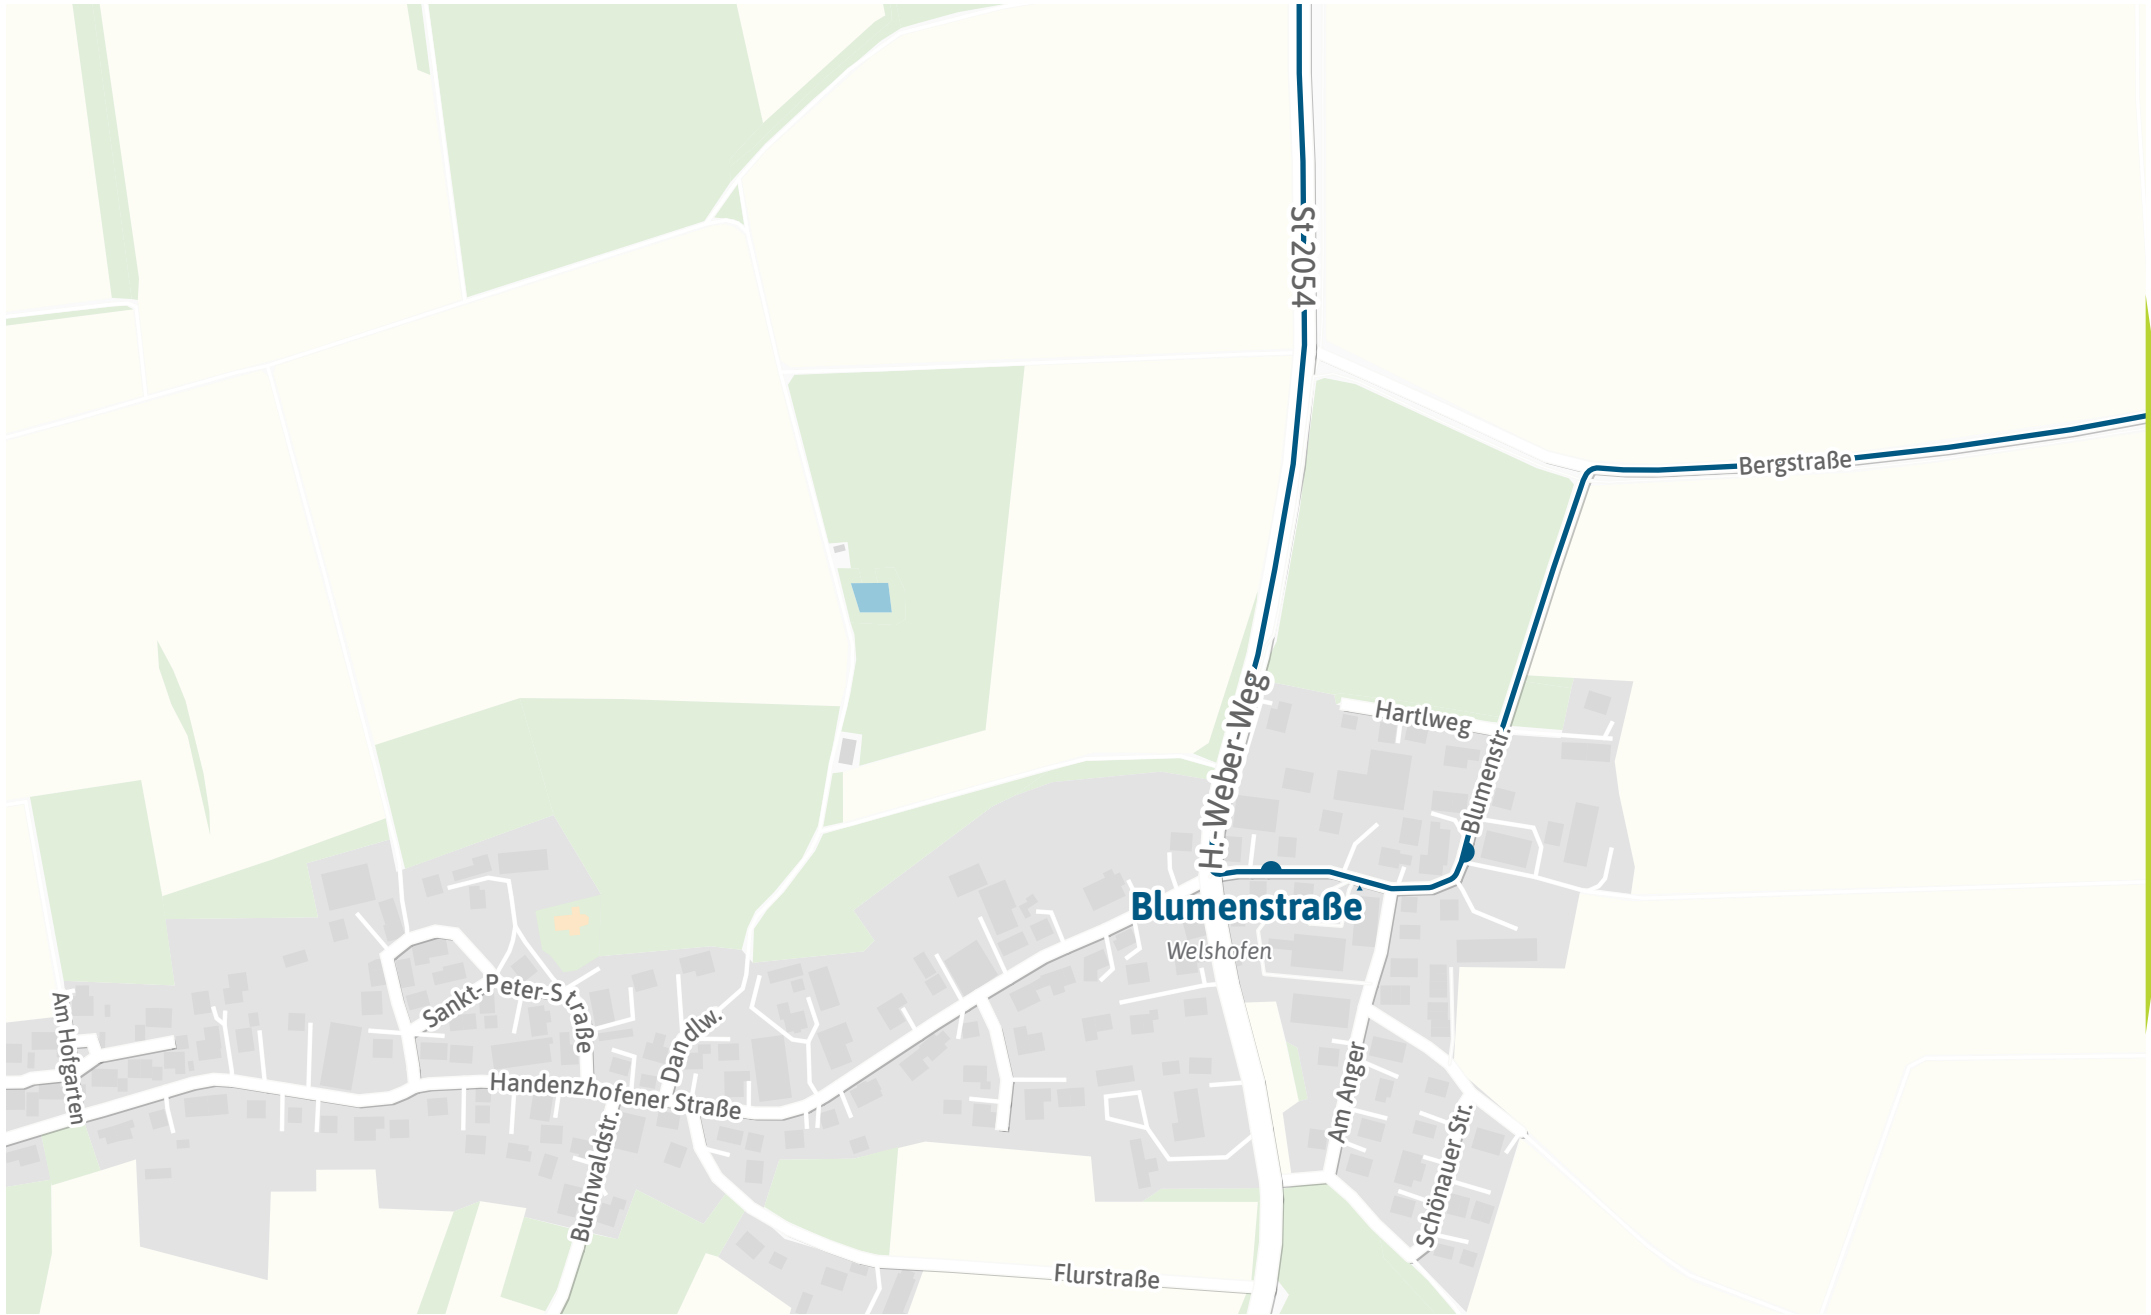 St 2054
Bergstraße
Hartlweg
H.-Weber-Weg
Blumenstr.
Blumenstraße
Welshofen
Sankt-Peter-Straße
Am Hofgarten
Dandlw.
Handenzhofener Straße
Am Anger
Buchwaldstr.
Schönauer Str.
Flurstraße